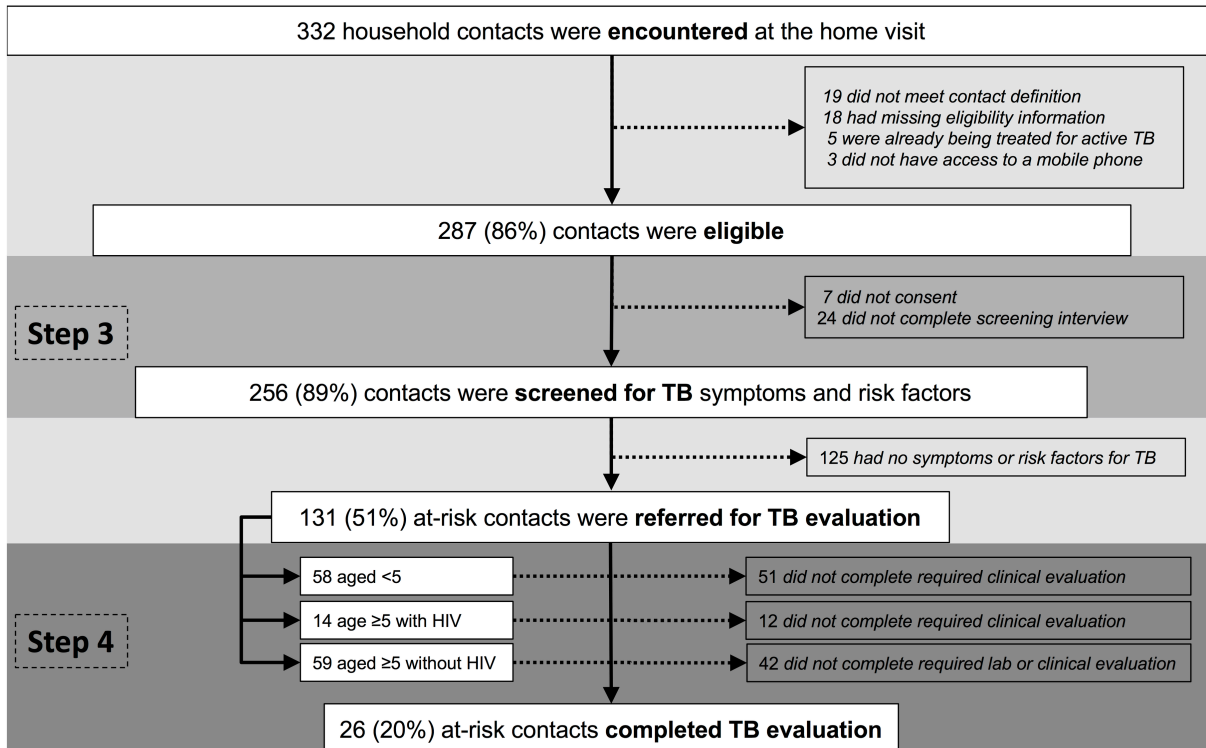 332 household contacts were encountered at the home visit
19 did not meet contact definition
18 had missing eligibility information
5 were already being treated for active TB
3 did not have access to a mobile phone
287 (86%) contacts were eligible
Step 3
7 did not consent
24 did not complete screening interview
256 (89%) contacts were screened for TB symptoms and risk factors
125 had no symptoms or risk factors for TB
131 (51%) at-risk contacts were referred for TB evaluation
Step 4
58 aged <5
51 did not complete required clinical evaluation
14 age ≥5 with HIV
12 did not complete required clinical evaluation
59 aged ≥5 without HIV
42 did not complete required lab or clinical evaluation
26 (20%) at-risk contacts completed TB evaluation